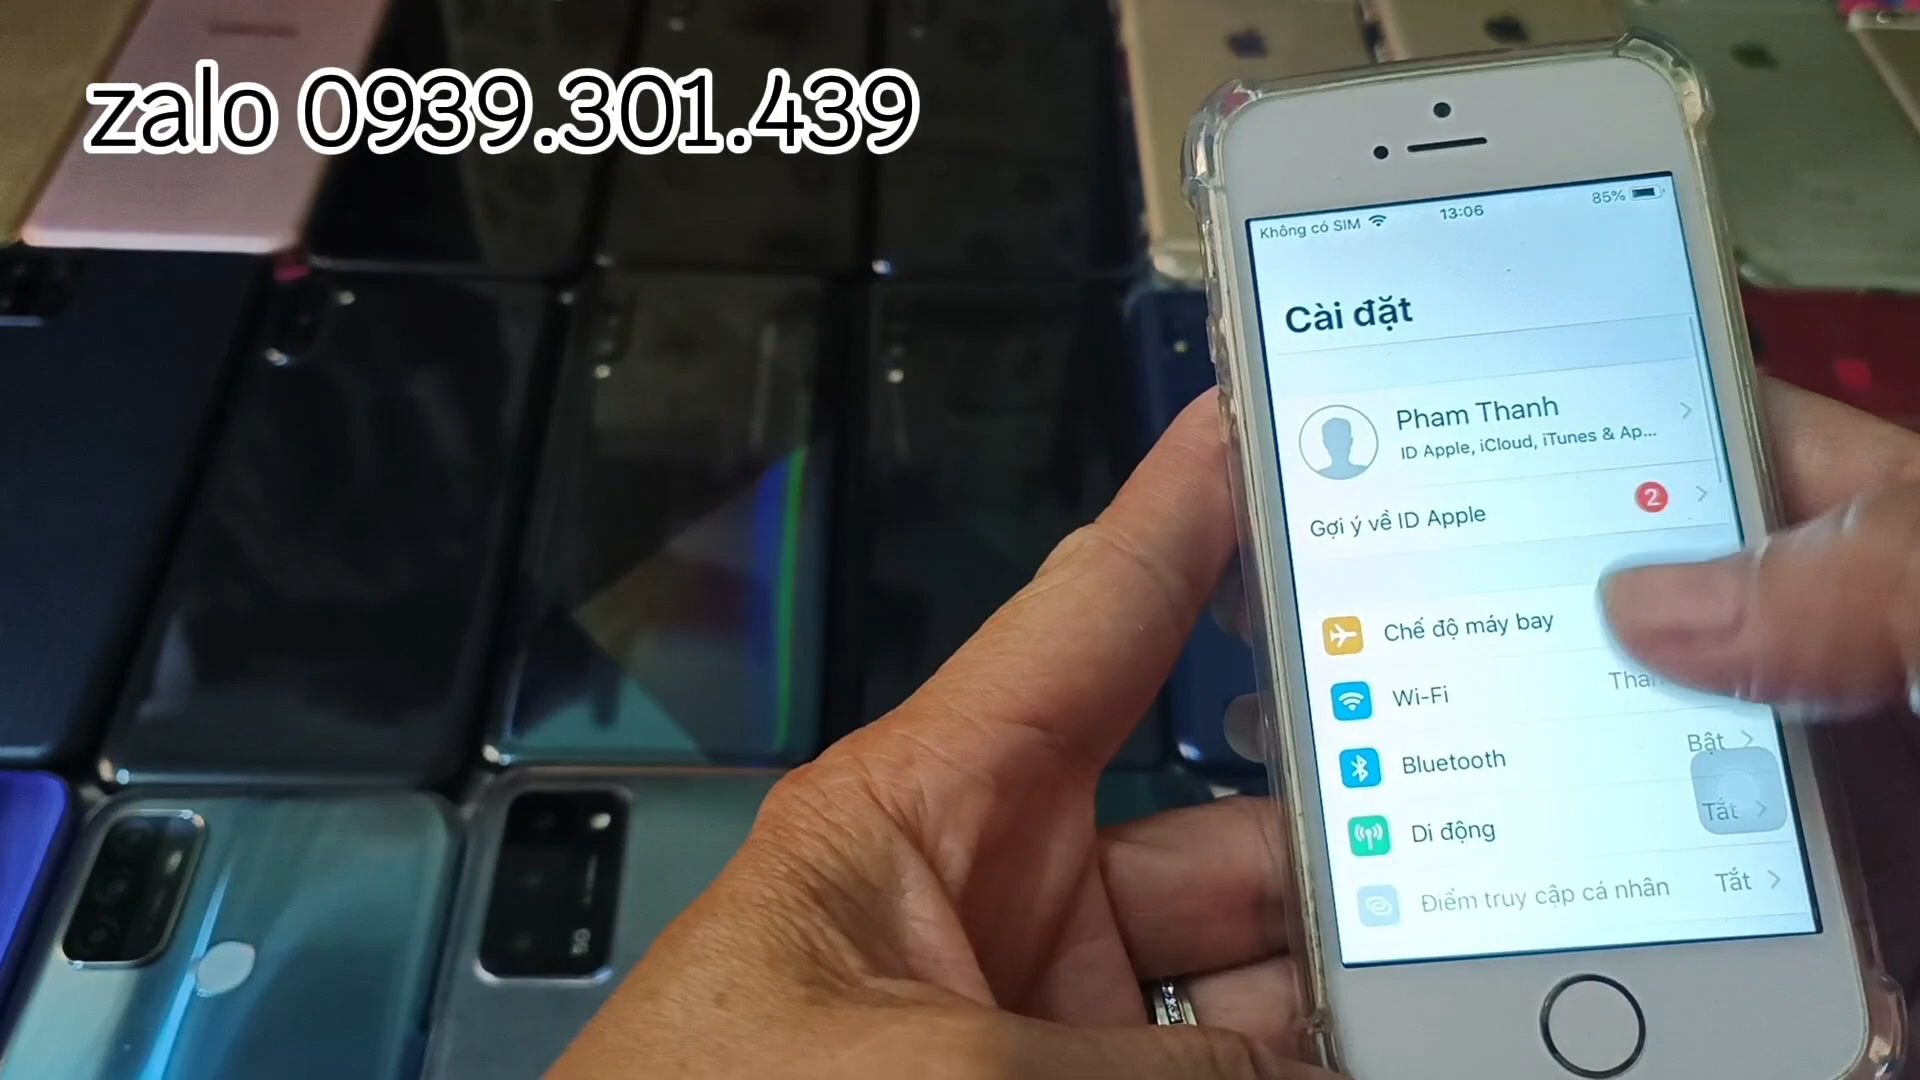 zalo 0939.301.439
Không có SIM 13:06 85%
Cài đặt
Pham Thanh
ID Apple, iCloud, iTunes & Ap...
Gợi ý về ID Apple 2
Chế độ máy bay
Wi-Fi
Bluetooth Bật
Di động Tắt
Điểm truy cập cá nhân Tắt
5G